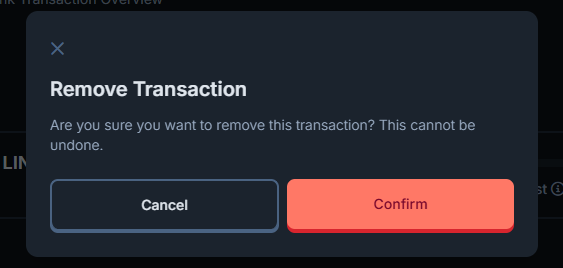 nk Transaction Overview
Remove Transaction
Are you sure you want to remove this transaction? This cannot be
undone.
LIN
st
Cancel
Confirm